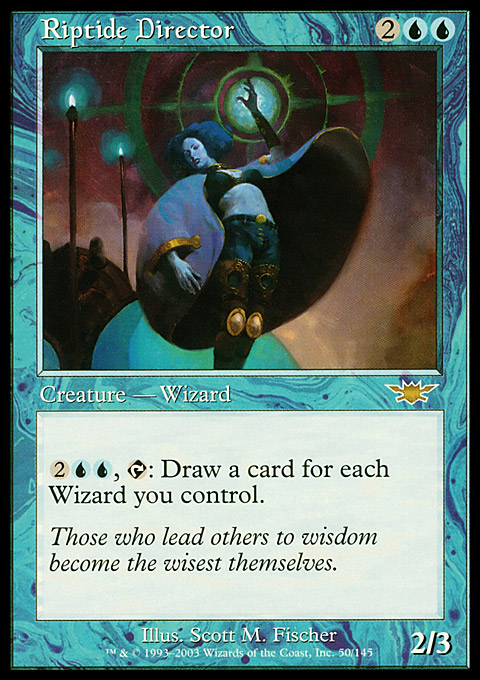 Riptide Director 2
Creature — Wizard
2, : Draw a card for each
Wizard you control.
Those who lead others to wisdom
become the wisest themselves.
Illus. Scott M. Fischer
™ & © 1993–2003 Wizards of the Coast, Inc. 50/145
2/3